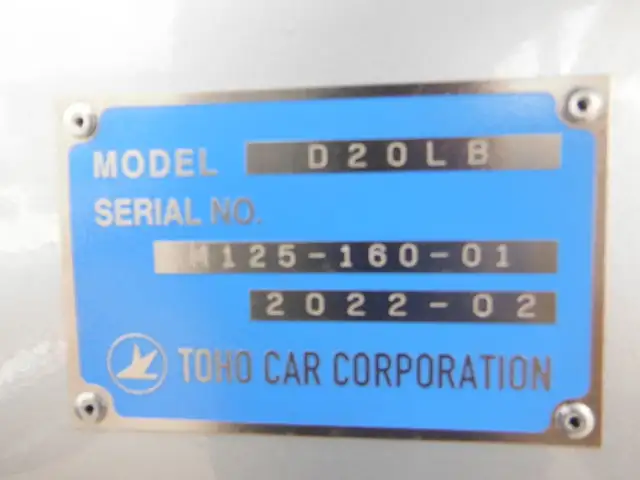 MODEL D20LB
SERIAL NO.
M125-160-01
2022-02
TOHO CAR CORPORATION